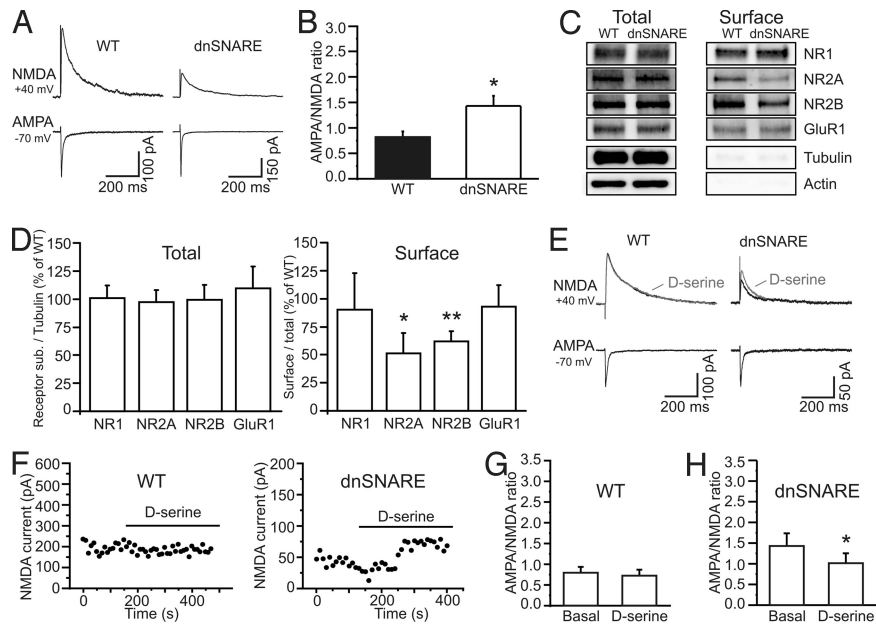 A
WT
dnSNARE
NMDA
+40 mV
AMPA
-70 mV
200 ms
100 pA
200 ms
150 pA
B
AMPA/NMDA ratio
3.0
2.5
2.0
1.5
1.0
0.5
0.0
*
WT
dnSNARE
C
Total
Surface
WT dnSNARE
WT dnSNARE
NR1
NR2A
NR2B
GluR1
Tubulin
Actin
D
Receptor sub. / Tubulin (% of WT)
150
125
100
75
50
25
0
Total
NR1 NR2A NR2B GluR1
Surface / total (% of WT)
150
125
100
75
50
25
0
Surface
* **
NR1 NR2A NR2B GluR1
E
WT
dnSNARE
NMDA
+40 mV
D-serine
D-serine
AMPA
-70 mV
200 ms
100 pA
200 ms
50 pA
F
NMDA current (pA)
600
500
400
300
200
100
0
WT
D-serine
0 200 400
Time (s)
NMDA current (pA)
200
150
100
50
0
dnSNARE
D-serine
0 200 400
Time (s)
G
AMPA/NMDA ratio
3.5
3.0
2.5
2.0
1.5
1.0
0.5
0.0
WT
Basal D-serine
H
AMPA/NMDA ratio
3.5
3.0
2.5
2.0
1.5
1.0
0.5
0.0
dnSNARE
*
Basal D-serine